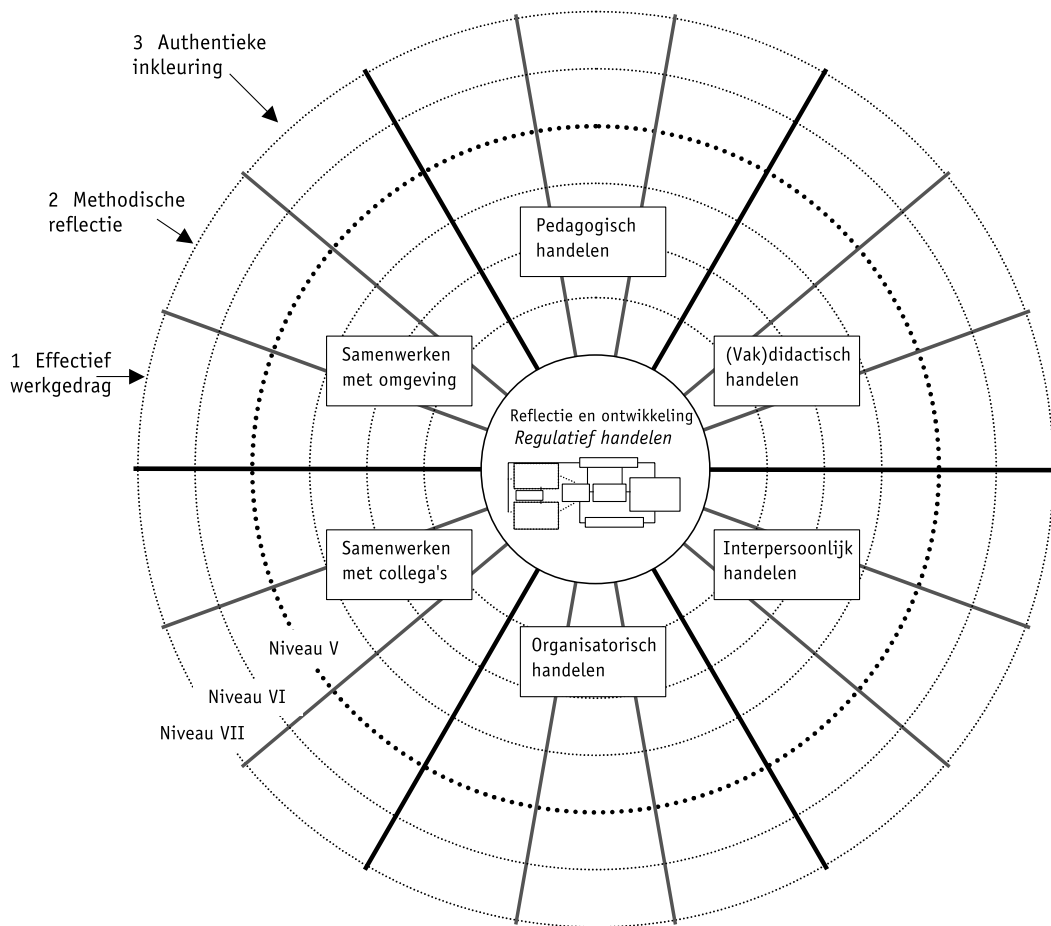 3 Authentieke
inkleuring
2 Methodische
reflectie
1 Effectief
werkgedrag
Pedagogisch
handelen
Samenwerken
met omgeving
(Vak)didactisch
handelen
Reflectie en ontwikkeling
Regulatief handelen
Samenwerken
met collega's
Interpersoonlijk
handelen
Organisatorisch
handelen
Niveau V
Niveau VI
Niveau VII